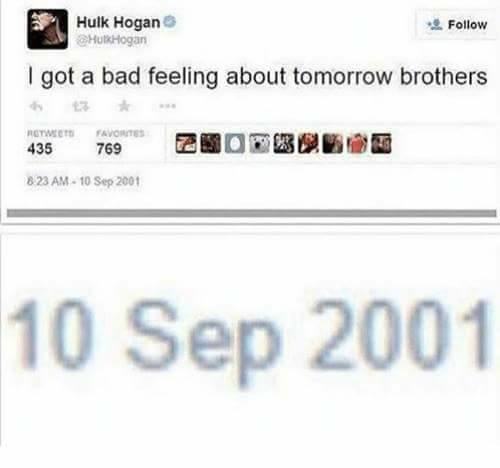 Hulk Hogan
@HulkHogan
Follow
I got a bad feeling about tomorrow brothers
RETWEETS FAVORITES
435 769
8:23 AM - 10 Sep 2001
10 Sep 2001